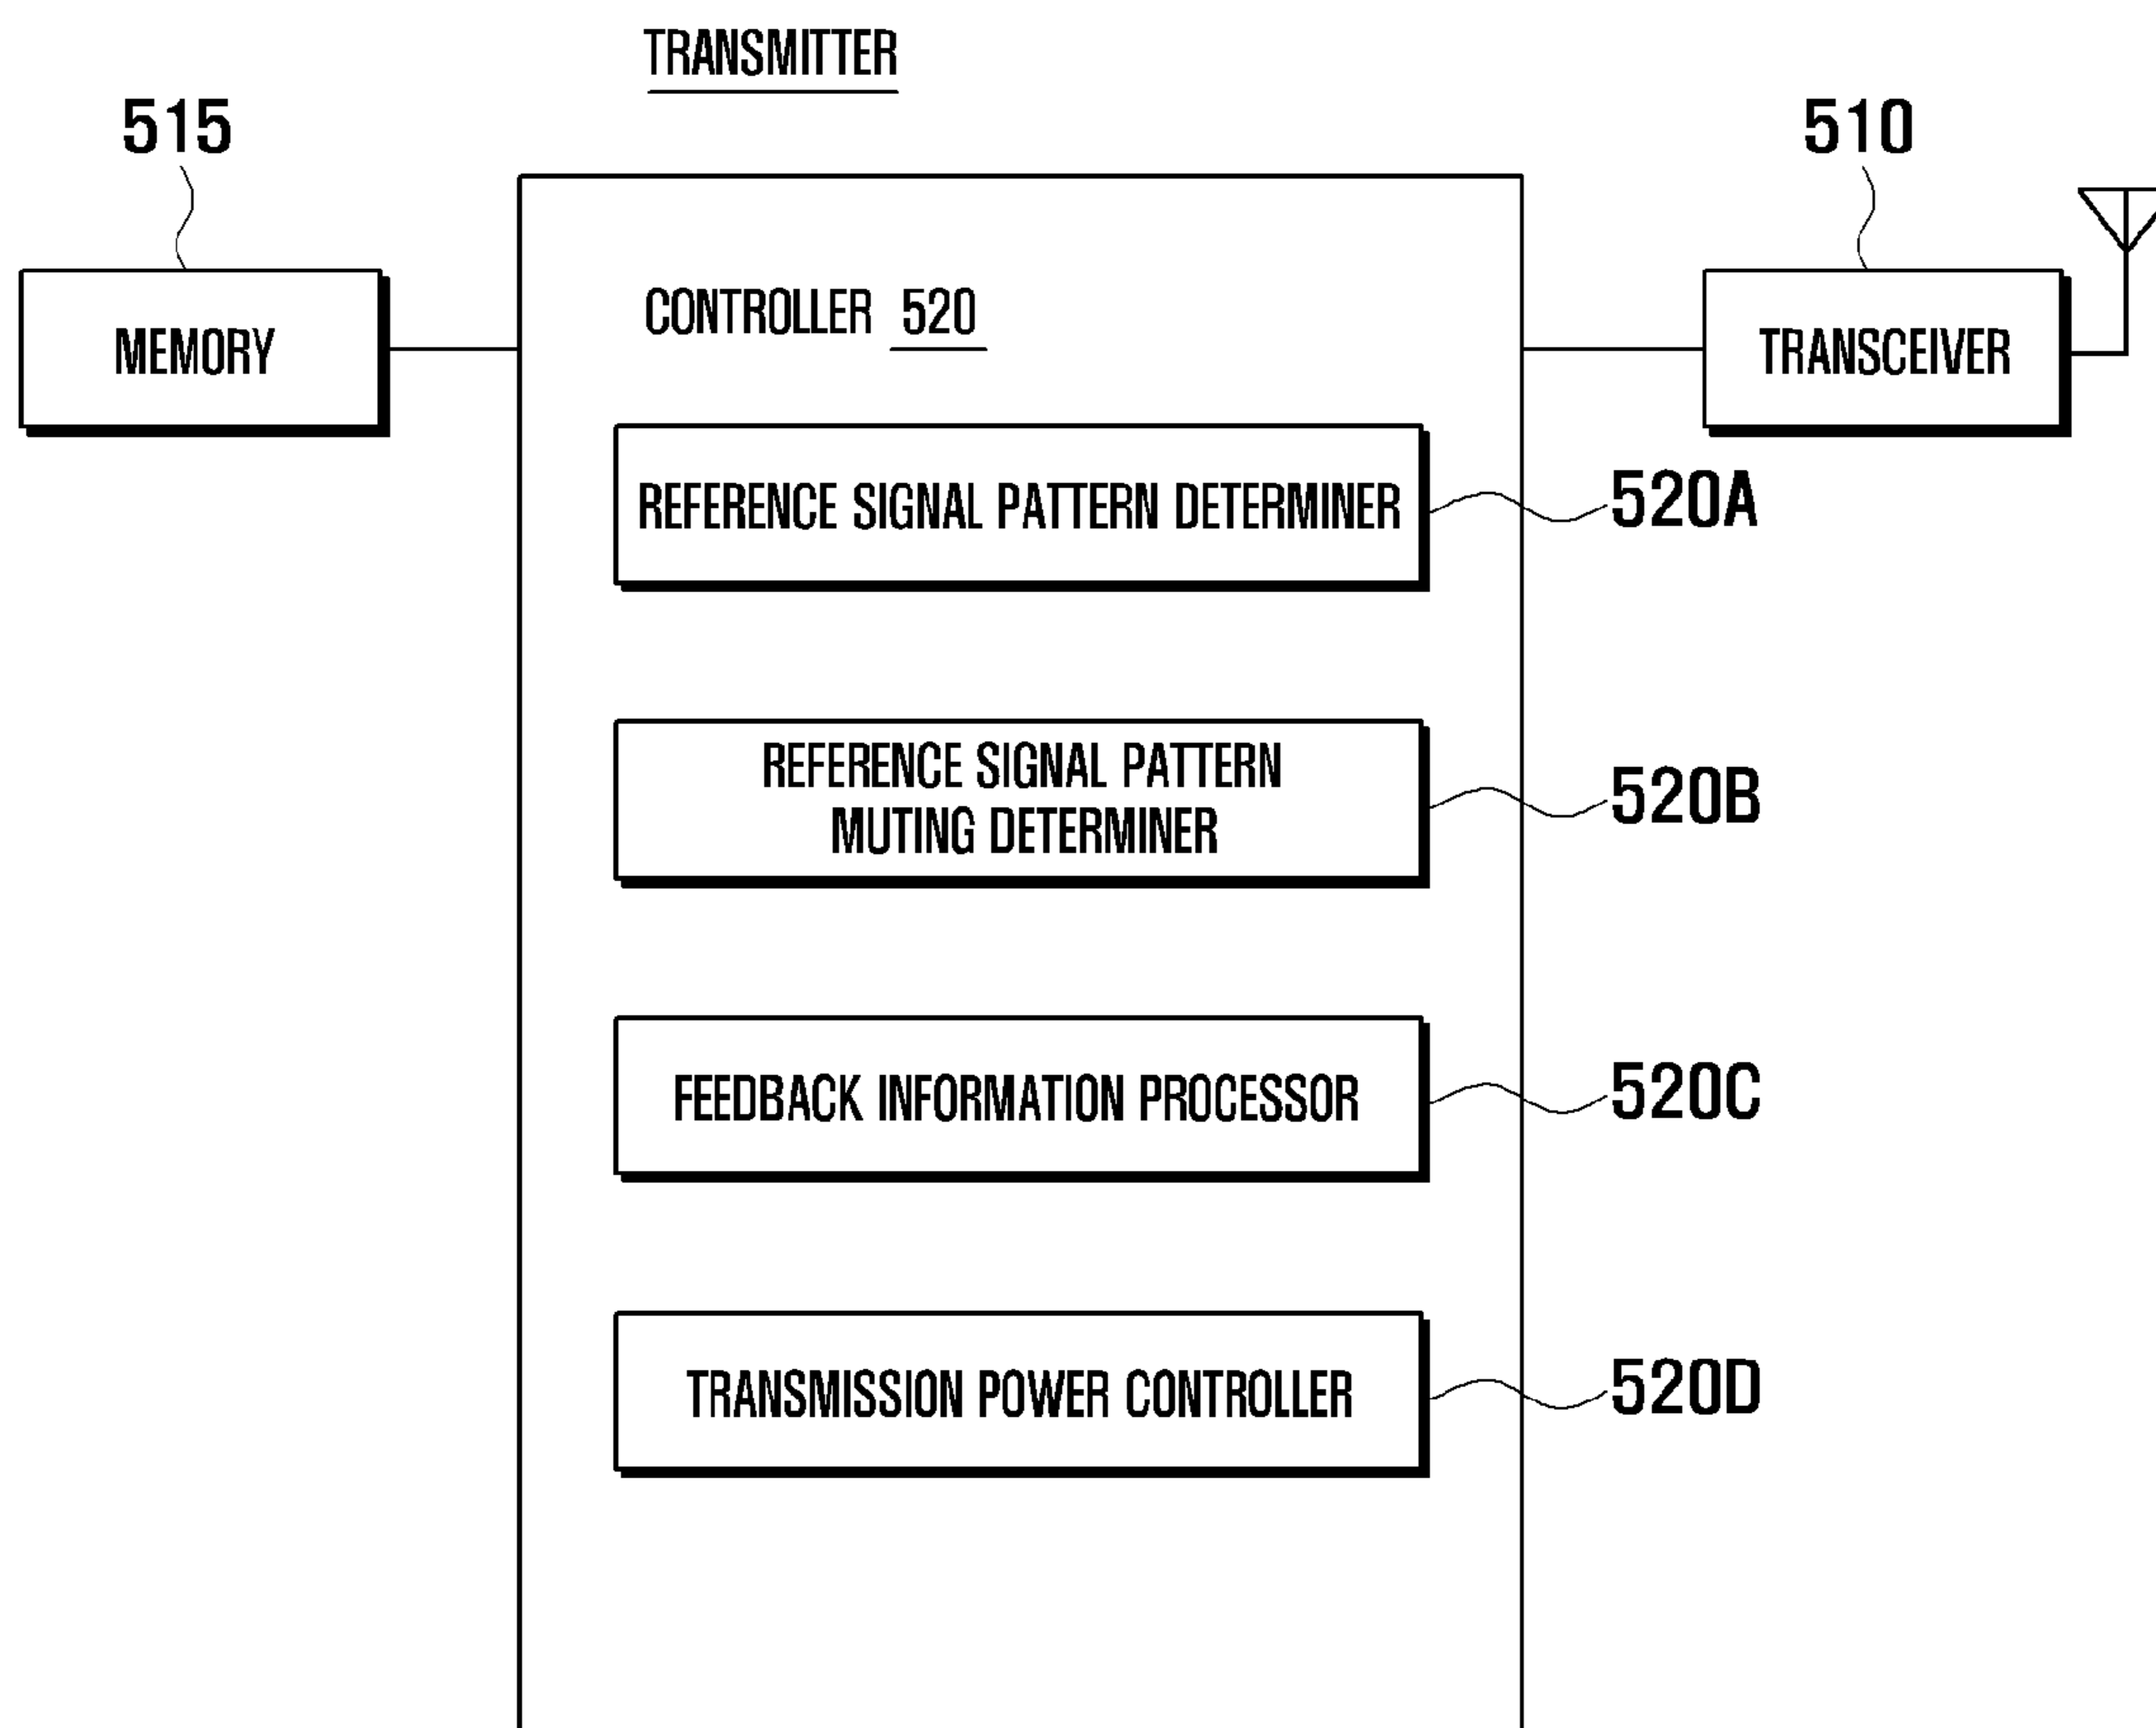 TRANSMITTER
515
510
CONTROLLER 520
MEMORY
TRANSCEIVER
REFERENCE SIGNAL PATTERN DETERMINER
520A
REFERENCE SIGNAL PATTERN
MUTING DETERMINER
520B
FEEDBACK INFORMATION PROCESSOR
520C
TRANSMISSION POWER CONTROLLER
520D